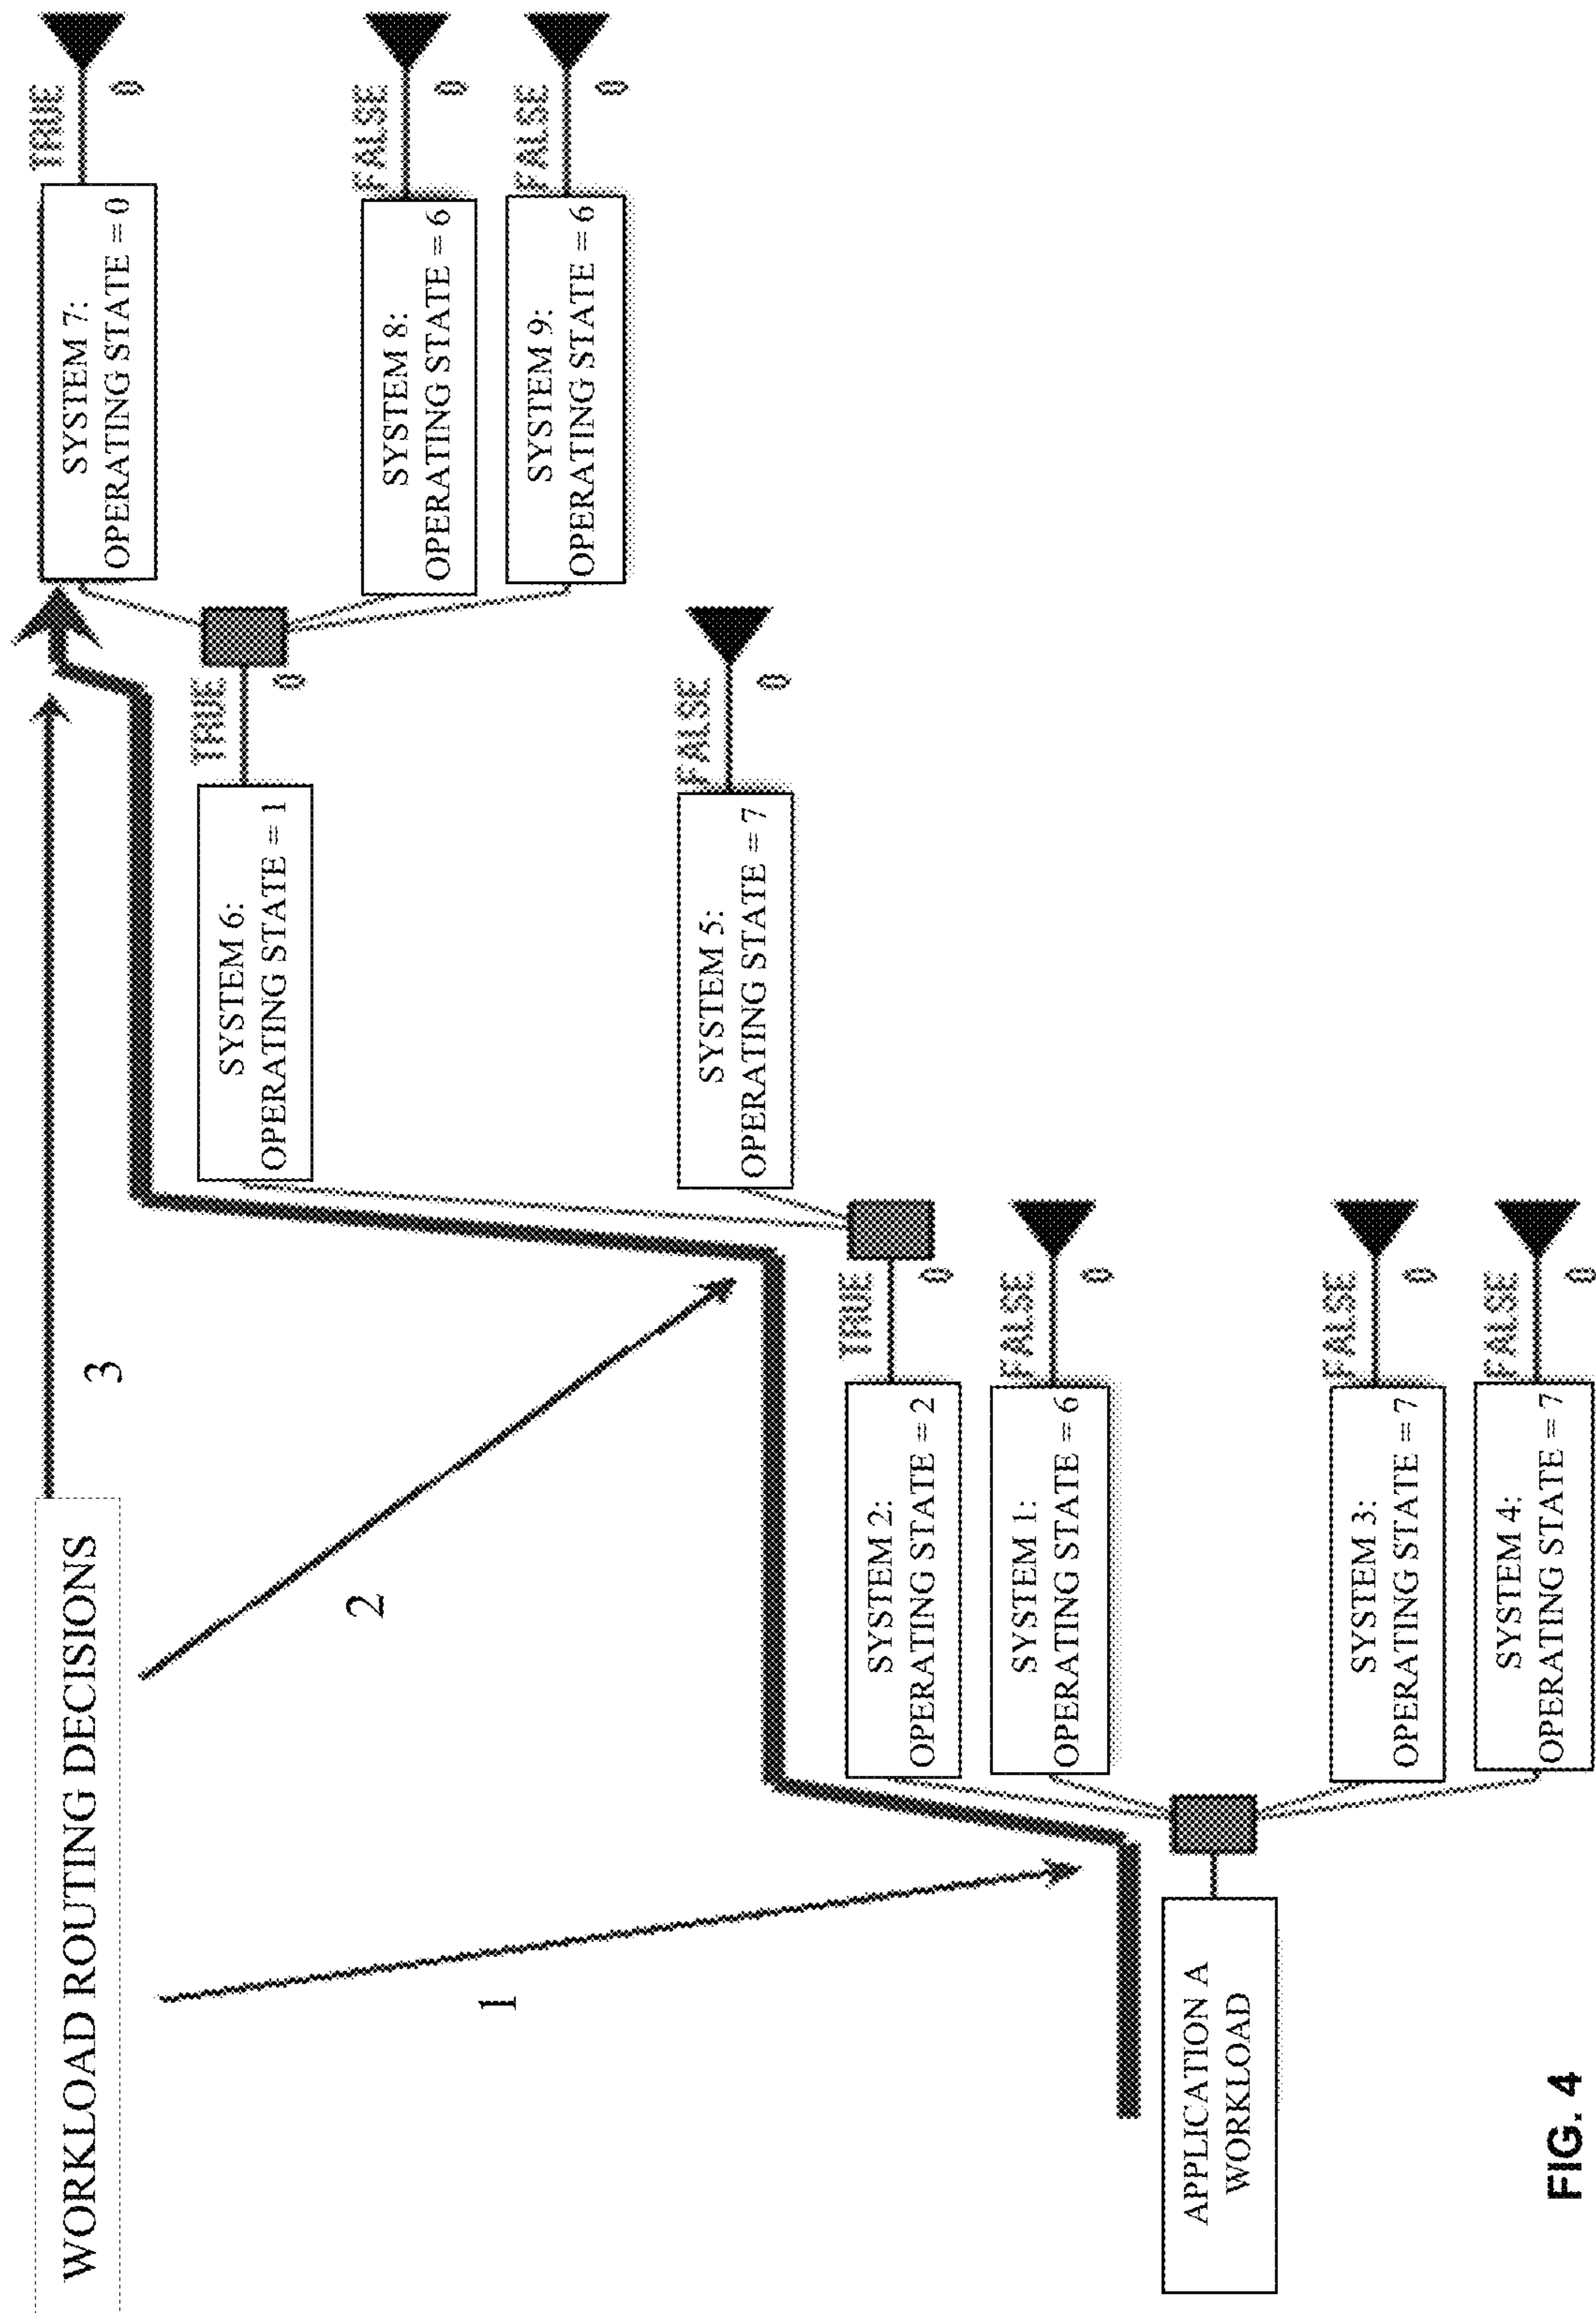 WORKLOAD ROUTING DECISIONS
3
SYSTEM 7:
OPERATING STATE = 0
TRUE
0
SYSTEM 6:
OPERATING STATE = 1
TRUE
0
2
SYSTEM 8:
OPERATING STATE = 6
FALSE
0
1
SYSTEM 9:
OPERATING STATE = 6
FALSE
0
SYSTEM 5:
OPERATING STATE = 7
FALSE
0
SYSTEM 2:
OPERATING STATE = 2
TRUE
0
SYSTEM 1:
OPERATING STATE = 6
FALSE
0
APPLICATION A
WORKLOAD
SYSTEM 3:
OPERATING STATE = 7
FALSE
0
SYSTEM 4:
OPERATING STATE = 7
FALSE
0
FIG. 4